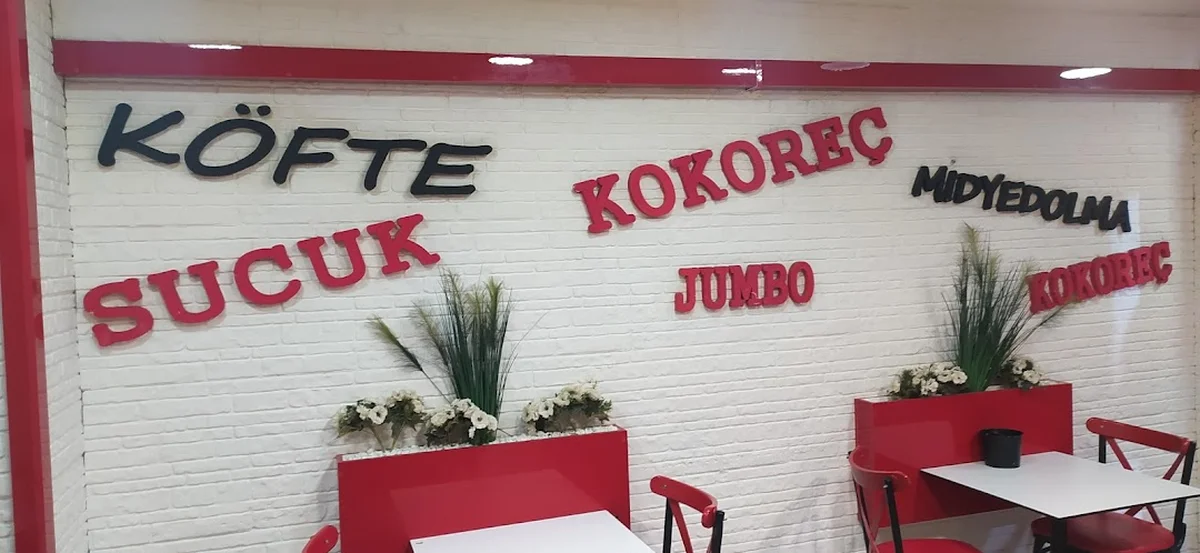 KÖFTE
SUCUK
KOKOREÇ
JUMBO
MİDYEDOLMA
KOKOREÇ